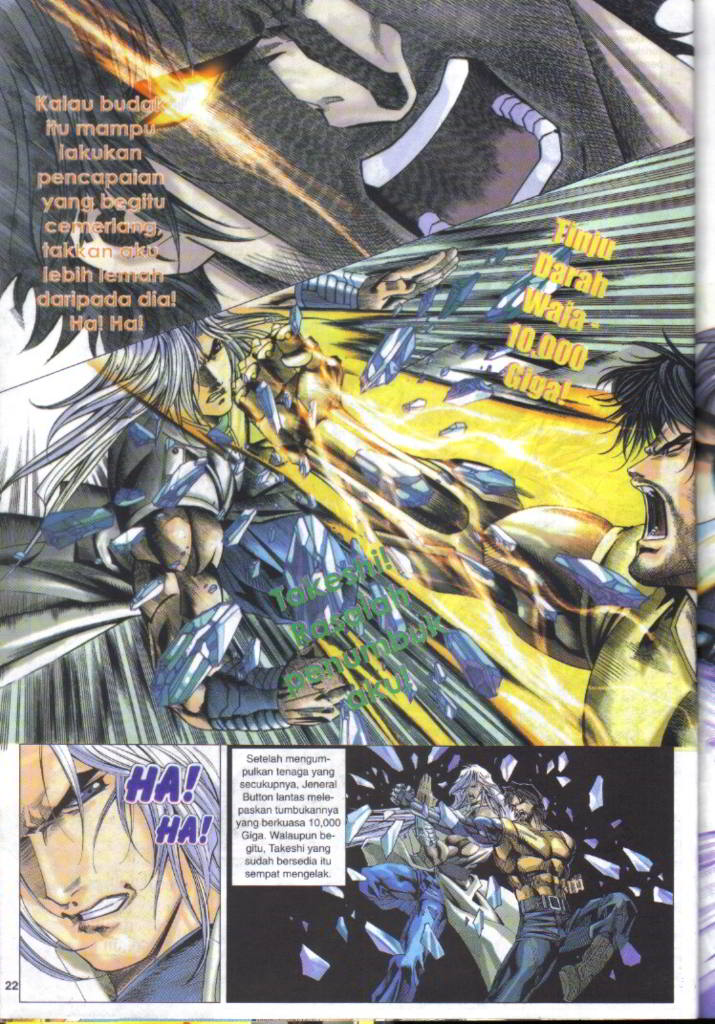 Kalau budak
itu mampu
lakukan
pencapaian
yang begitu
cemerlang,
takkan aku
lebih lemah
daripada dia!
Ha! Ha!
Tinju
Darah
Waja -
10,000
Giga!
Takeshi!
Rasalah
penumbuk
aku!
HA!
HA!
Setelah mengum-
pulkan tenaga yang
secukupnya, Jeneral
Button lantas mele-
paskan tumbukannya
yang berkuasa 10,000
Giga. Walaupun be-
gitu, Takeshi yang
sudah bersedia itu
sempat mengelak.
22